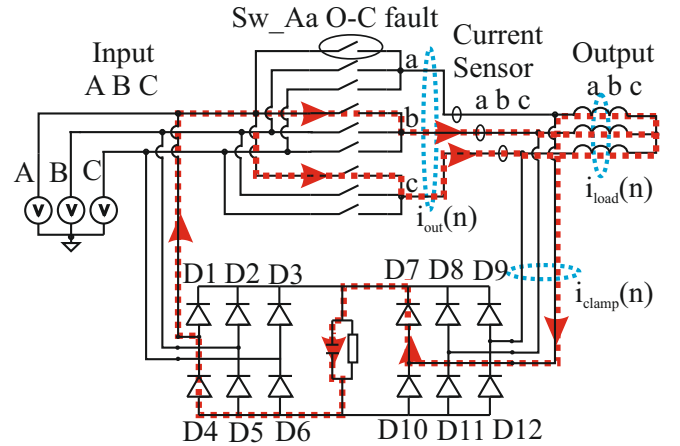 Sw_Aa O-C fault
Input
A B C
Current
Sensor
Output
a b c
a
a b c
b
A B C
c
i_load(n)
i_out(n)
V V V
D1 D2 D3
D7 D8 D9
i_clamp(n)
D4 D5 D6
D10 D11 D12